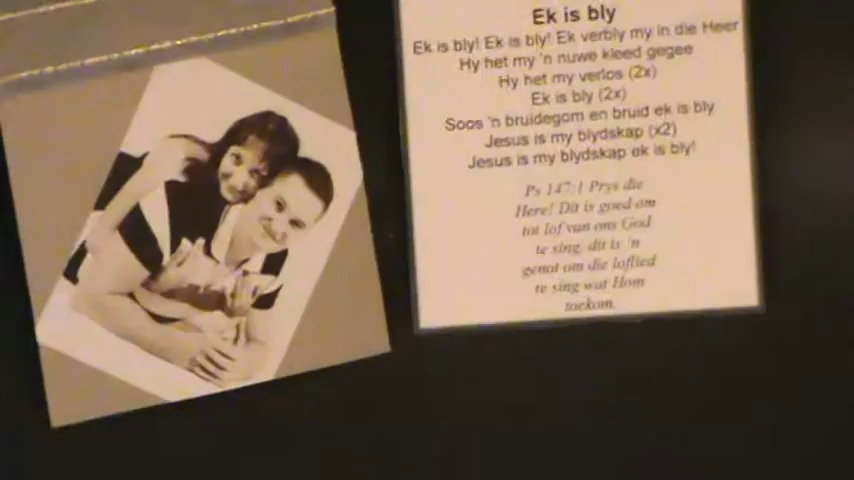 Ek is bly
Ek is bly! Ek is bly! Ek verbly my in die Heer
Hy het my 'n nuwe kleed gegee
Hy het my verlos (2x)
Ek is bly (2x)
Soos 'n bruidegom en bruid ek is bly
Jesus is my blydskap (x2)
Jesus is my blydskap ek is bly!
Ps 147:1 Prys die
Here! Dit is goed om
tot lof van ons God
te sing, dit is 'n
genot om die loflied
te sing wat Hom
toekom.